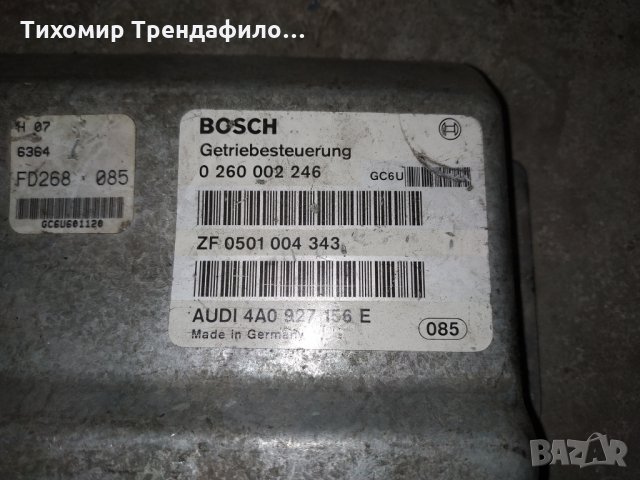 Тихомир Трендафило...
H 07
6364
FD268 085
GC6U601120
BOSCH
Getriebesteuerung
0 260 002 246
GC6U
ZF 0501 004 343
AUDI 4A0 927 156 E
Made in Germany
085
BAZAR